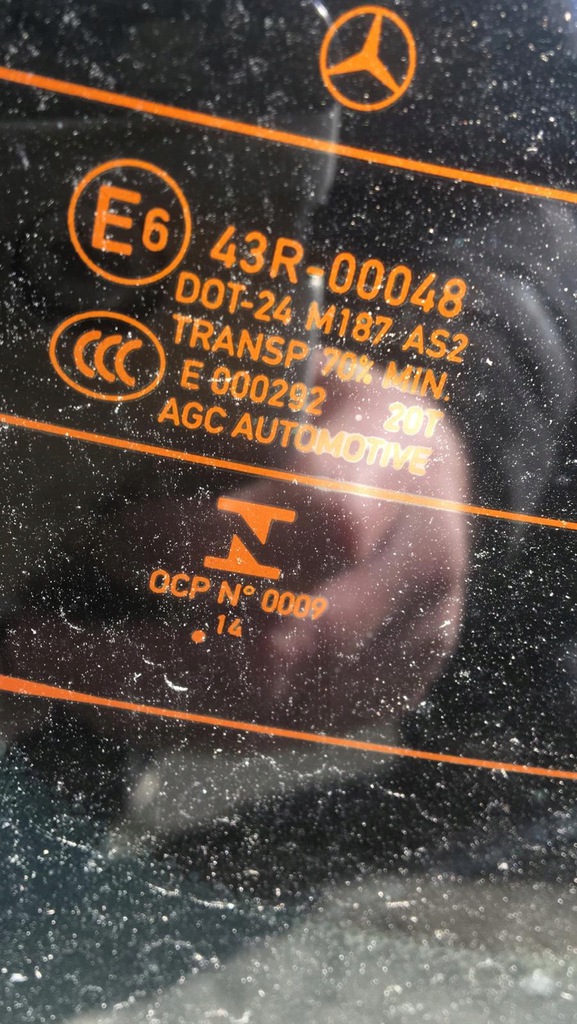 E6
43R-00048
DOT-24 M187 AS2
TRANSP 70% MIN.
CCC
E 000292 20T
AGC AUTOMOTIVE
OCP N° 0009
. 14